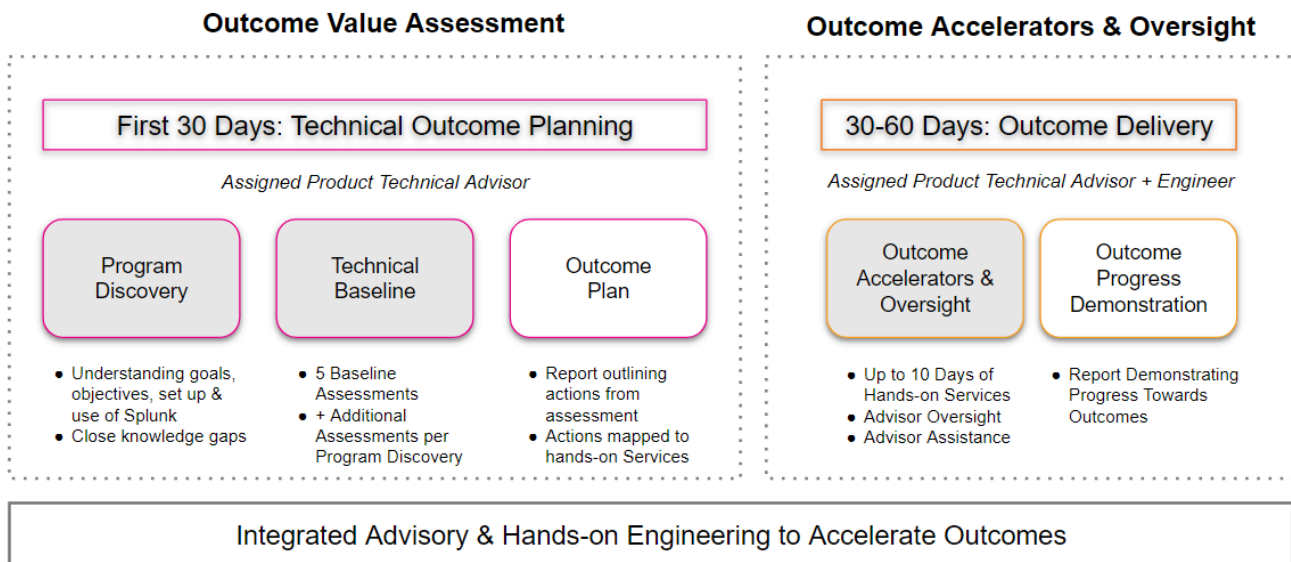 Outcome Value Assessment
First 30 Days: Technical Outcome Planning
Assigned Product Technical Advisor
Program
Discovery
● Understanding goals,
objectives, set up &
use of Splunk
● Close knowledge gaps
Technical
Baseline
● 5 Baseline
Assessments
● + Additional
Assessments per
Program Discovery
Outcome
Plan
● Report outlining
actions from
assessment
● Actions mapped to
hands-on Services
Outcome Accelerators & Oversight
30-60 Days: Outcome Delivery
Assigned Product Technical Advisor + Engineer
Outcome
Accelerators &
Oversight
● Up to 10 Days of
Hands-on Services
● Advisor Oversight
● Advisor Assistance
Outcome
Progress
Demonstration
● Report Demonstrating
Progress Towards
Outcomes
Integrated Advisory & Hands-on Engineering to Accelerate Outcomes